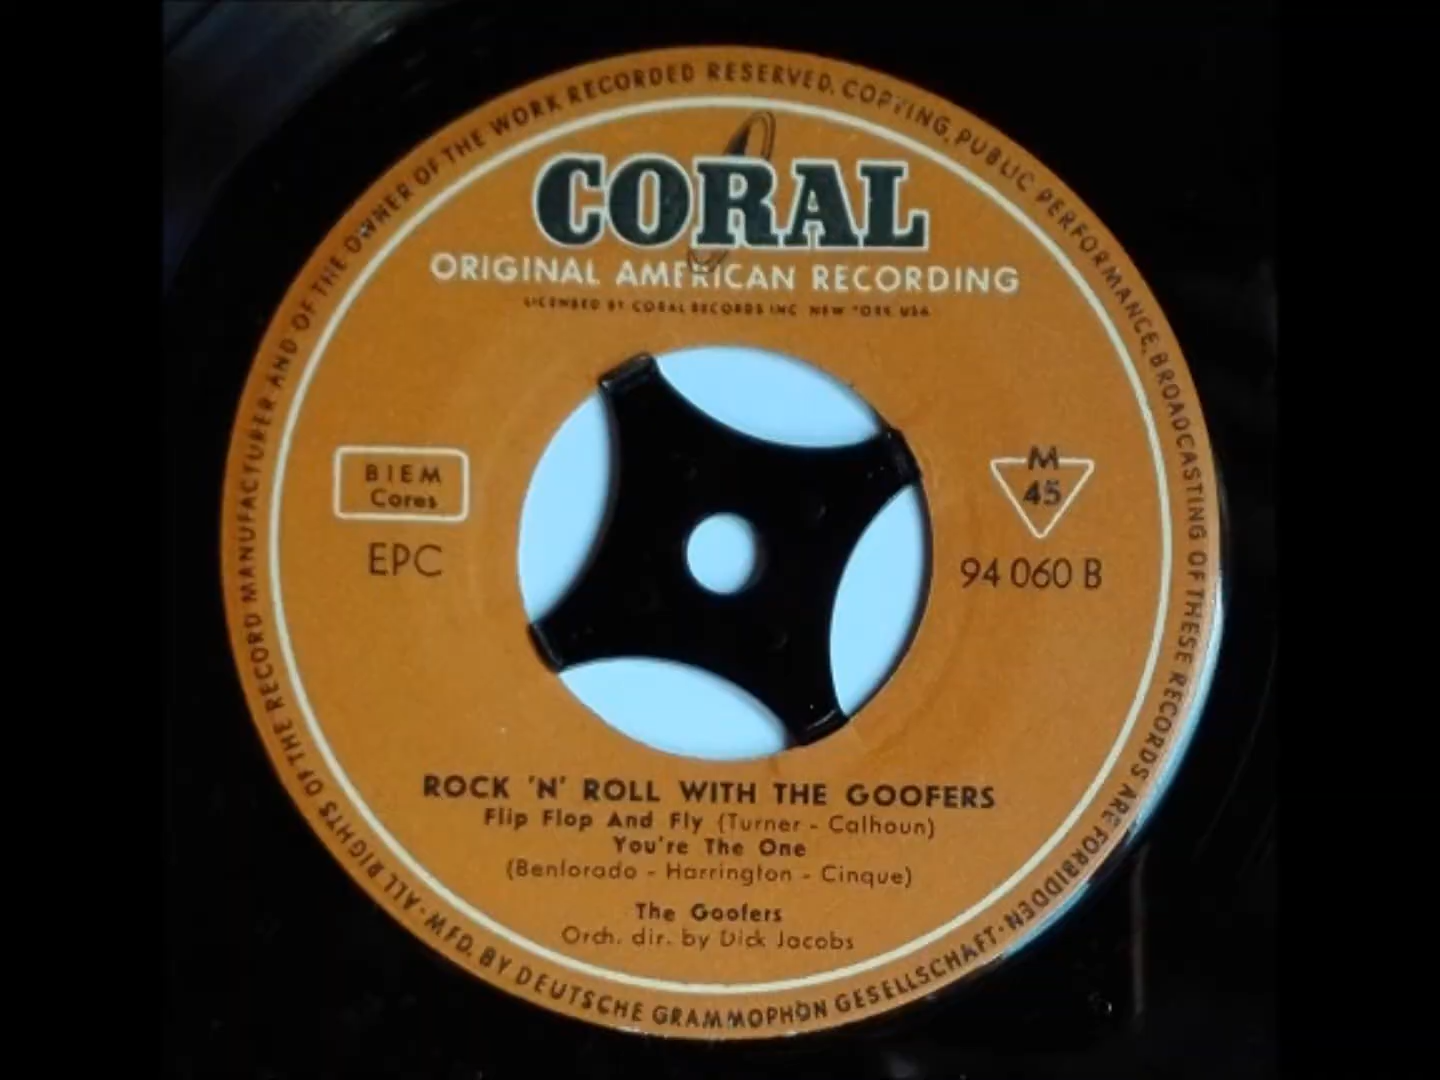 CORAL
ORIGINAL AMERICAN RECORDING
LICENSED BY CORAL RECORDS INC NEW YORK USA
BIEM
Cores
EPC
M
45
94 060 B
ROCK 'N' ROLL WITH THE GOOFERS
Flip Flop And Fly (Turner - Calhoun)
You're The One
(Benlorado - Harrington - Cinque)
The Goofers
Orch. dir. by Dick Jacobs
MFD. BY DEUTSCHE GRAMMOPHON GESELLSCHAFT · ALL RIGHTS OF THE RECORD MANUFACTURER AND OF THE OWNER OF THE WORK RECORDED RESERVED. COPYING, PUBLIC PERFORMANCE, BROADCASTING OF THESE RECORDS ARE FORBIDDEN ·